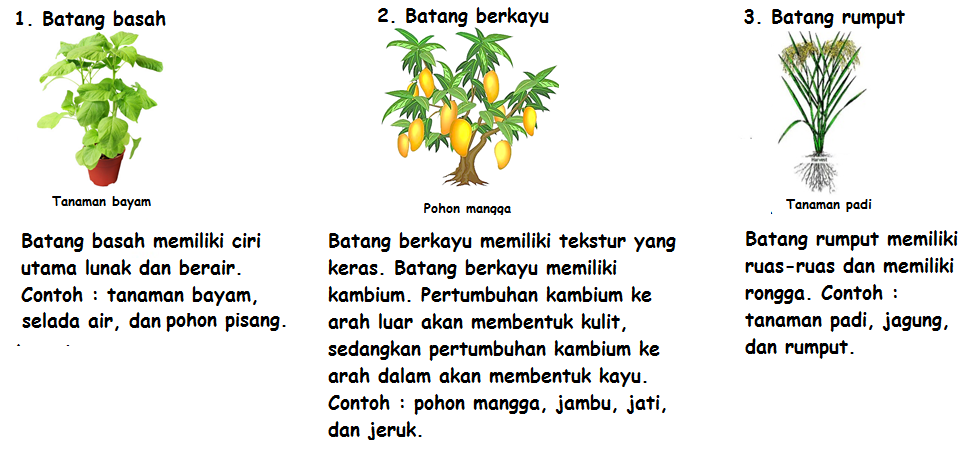 1. Batang basah
Tanaman bayam
Batang basah memiliki ciri
utama lunak dan berair.
Contoh : tanaman bayam,
selada air, dan pohon pisang.
2. Batang berkayu
Pohon mangga
Batang berkayu memiliki tekstur yang
keras. Batang berkayu memiliki
kambium. Pertumbuhan kambium ke
arah luar akan membentuk kulit,
sedangkan pertumbuhan kambium ke
arah dalam akan membentuk kayu.
Contoh : pohon mangga, jambu, jati,
dan jeruk.
3. Batang rumput
Harvest
Tanaman padi
Batang rumput memiliki
ruas-ruas dan memiliki
rongga. Contoh :
tanaman padi, jagung,
dan rumput.